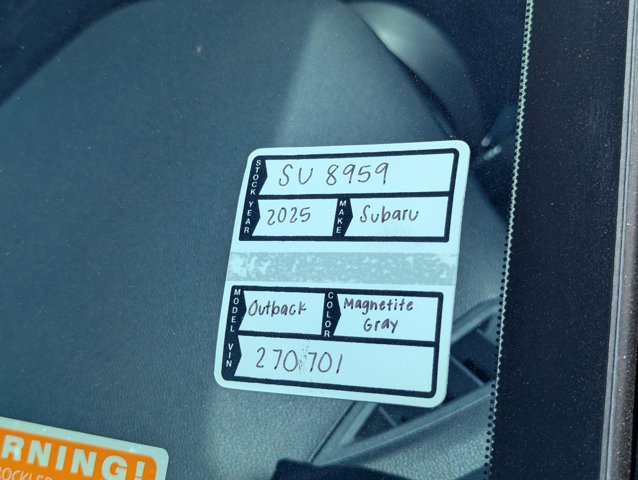 STOCK SU 8959
YEAR 2025 MAKE Subaru
MODEL Outback COLOR Magnetite
Gray
VIN 270701
RNING!